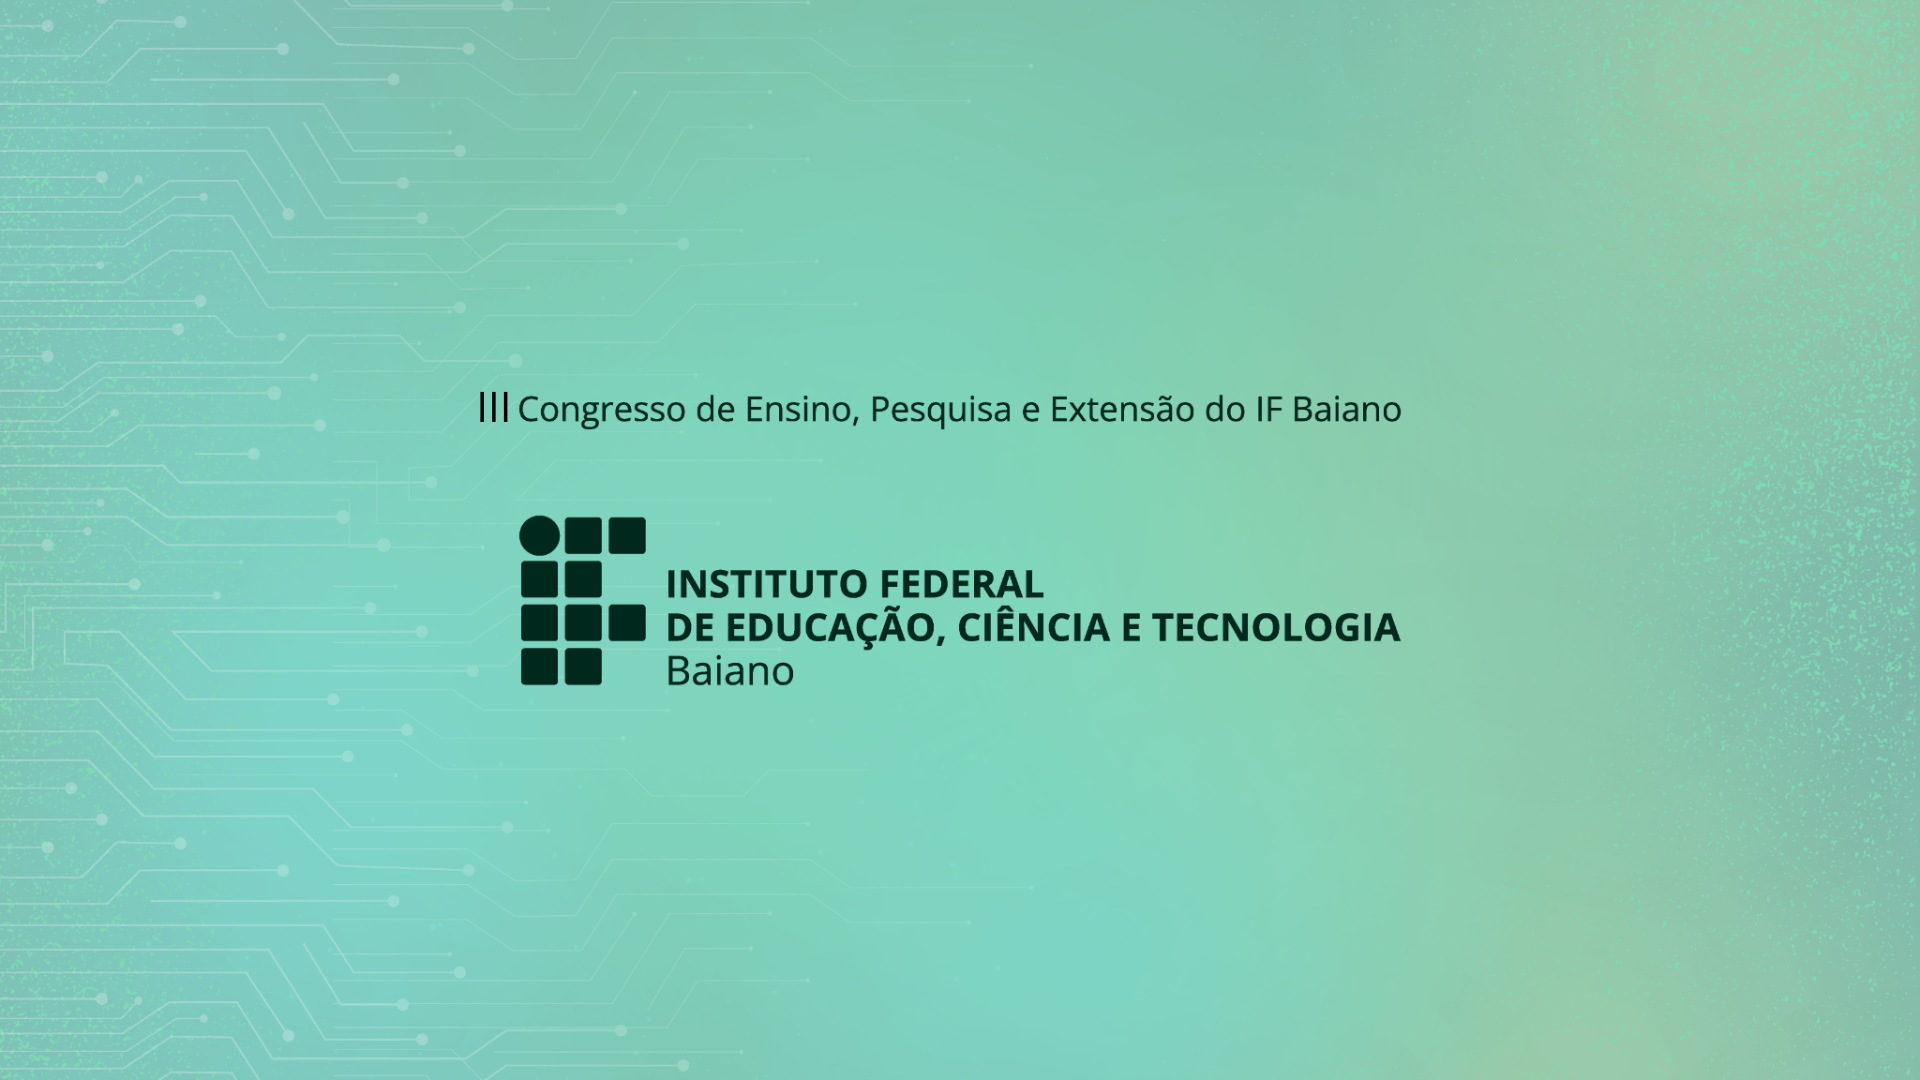 III Congresso de Ensino, Pesquisa e Extensão do IF Baiano
INSTITUTO FEDERAL
DE EDUCAÇÃO, CIÊNCIA E TECNOLOGIA
Baiano